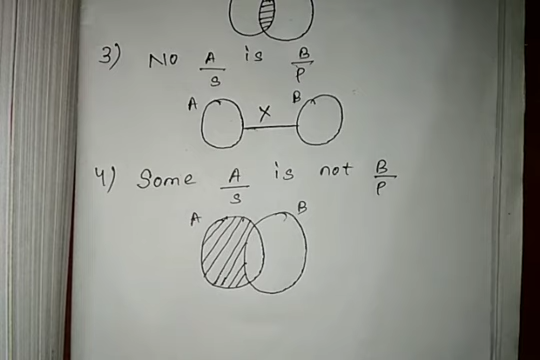 3) No A/S is B/P
A X B
4) Some A/S is not B/P
A B